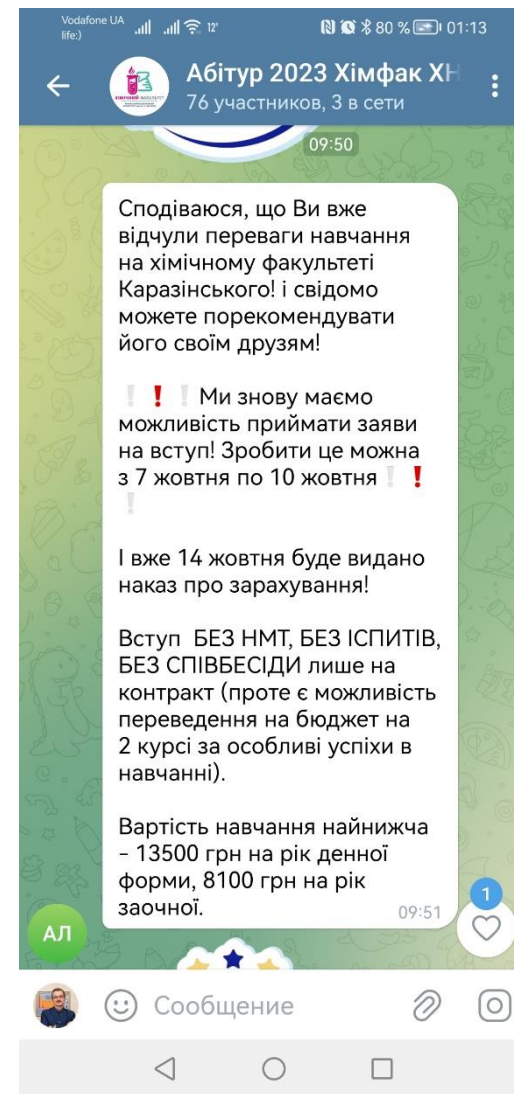 Vodafone UA
life:)
12°
80 %
01:13
Абітур 2023 Хімфак ХН
76 участников, 3 в сети
09:50
Сподіваюся, що Ви вже
відчули переваги навчання
на хімічному факультеті
Каразінського! і свідомо
можете порекомендувати
його своїм друзям!
❕❗❕Ми знову маємо
можливість приймати заяви
на вступ! Зробити це можна
з 7 жовтня по 10 жовтня❕❗
❕
І вже 14 жовтня буде видано
наказ про зарахування!
Вступ БЕЗ НМТ, БЕЗ ІСПИТІВ,
БЕЗ СПІВБЕСІДИ лише на
контракт (проте є можливість
переведення на бюджет на
2 курсі за особливі успіхи в
навчанні).
Вартість навчання найнижча
– 13500 грн на рік денної
форми, 8100 грн на рік
заочної.
09:51
1
АЛ
Сообщение